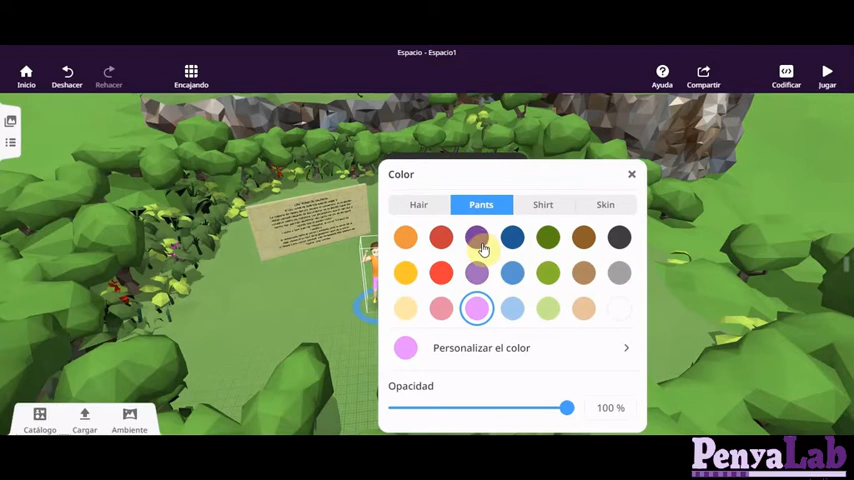 Espacio - Espacio1
Inicio
Deshacer
Rehacer
Encajando
Ayuda
Compartir
Codificar
Jugar
Color
Hair
Pants
Shirt
Skin
Personalizar el color
Opacidad
100 %
Catálogo
Cargar
Ambiente
PenyaLab